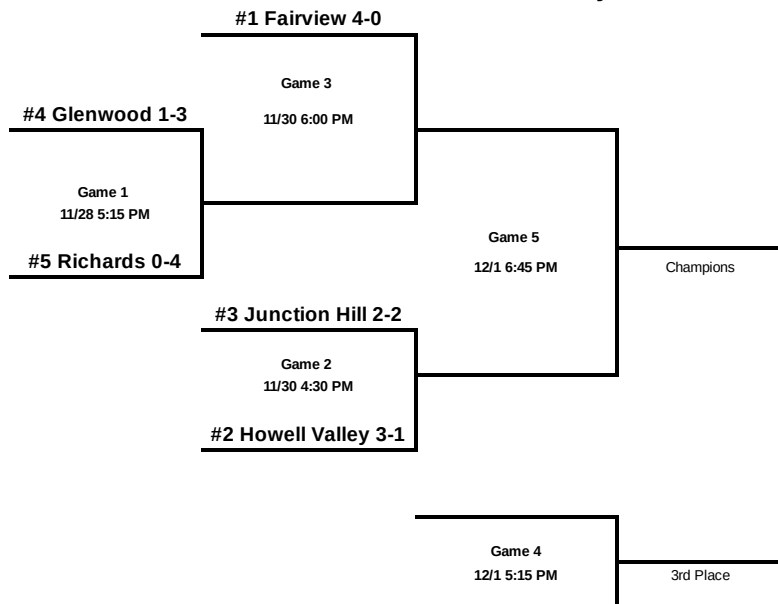 #1 Fairview 4-0
Game 3
11/30 6:00 PM
#4 Glenwood 1-3
Game 1
11/28 5:15 PM
#5 Richards 0-4
Game 5
12/1 6:45 PM
Champions
#3 Junction Hill 2-2
Game 2
11/30 4:30 PM
#2 Howell Valley 3-1
Game 4
12/1 5:15 PM
3rd Place